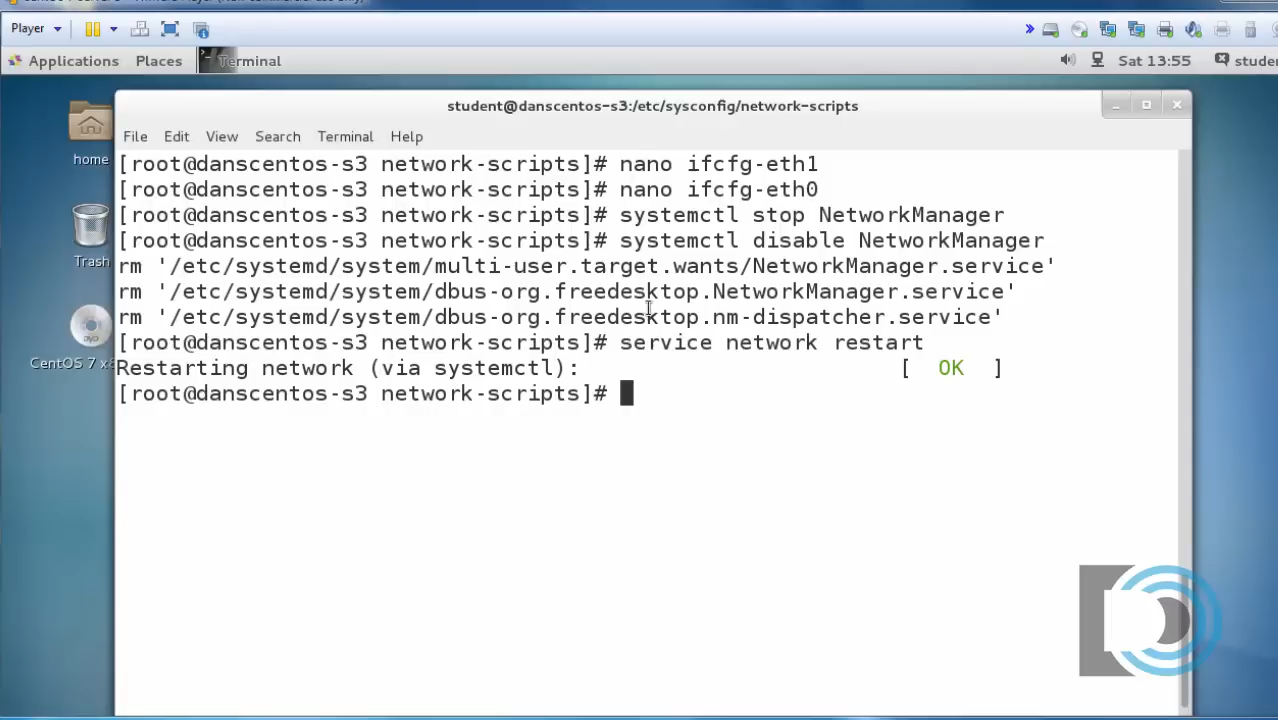 Player
Applications Places Terminal
Sat 13:55
student@danscentos-s3:/etc/sysconfig/network-scripts
File Edit View Search Terminal Help
home
Trash
CentOS 7
[root@danscentos-s3 network-scripts]# nano ifcfg-eth1
[root@danscentos-s3 network-scripts]# nano ifcfg-eth0
[root@danscentos-s3 network-scripts]# systemctl stop NetworkManager
[root@danscentos-s3 network-scripts]# systemctl disable NetworkManager
rm '/etc/systemd/system/multi-user.target.wants/NetworkManager.service'
rm '/etc/systemd/system/dbus-org.freedesktop.NetworkManager.service'
rm '/etc/systemd/system/dbus-org.freedesktop.nm-dispatcher.service'
[root@danscentos-s3 network-scripts]# service network restart
Restarting network (via systemctl): [ OK ]
[root@danscentos-s3 network-scripts]#